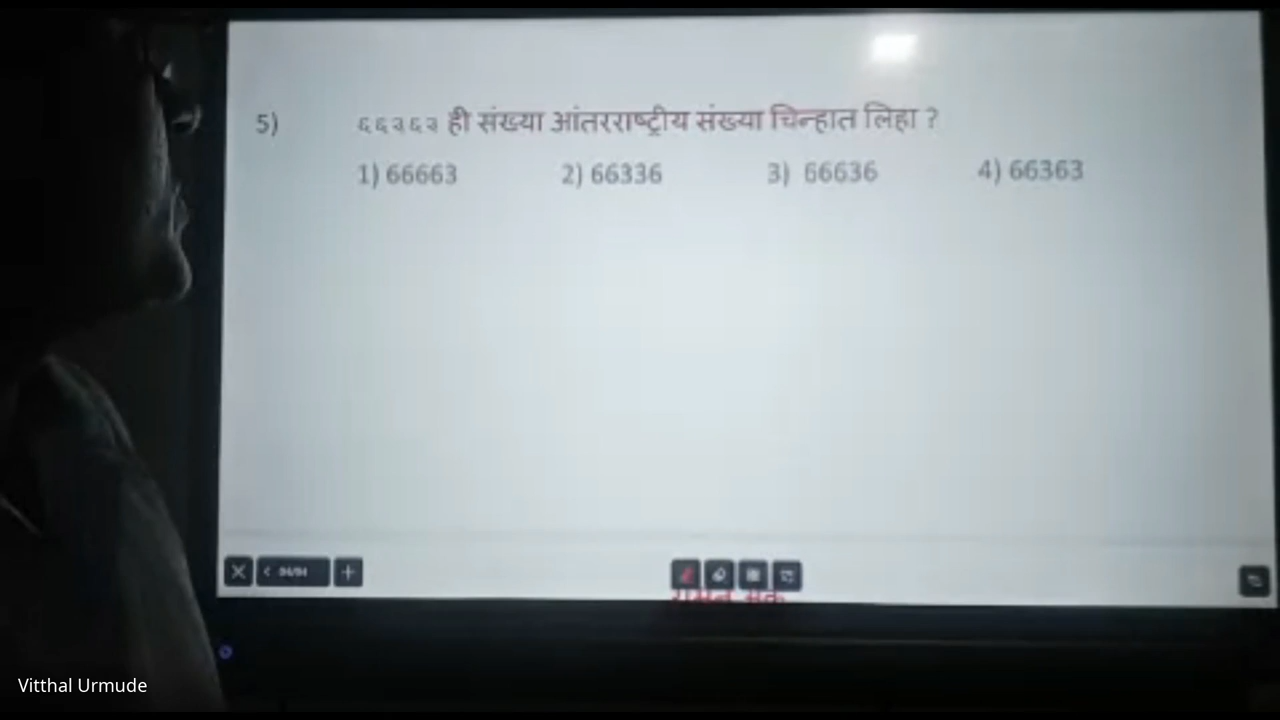 5) ६६३६३ ही संख्या आंतरराष्ट्रीय संख्या चिन्हात लिहा ?
1) 66663 2) 66336 3) 66636 4) 66363
Vitthal Urmude